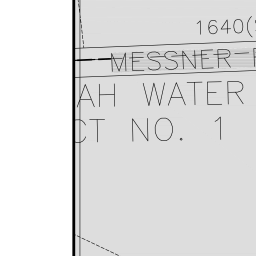 1640(
MESSNER
AH WATER
CT NO. 1